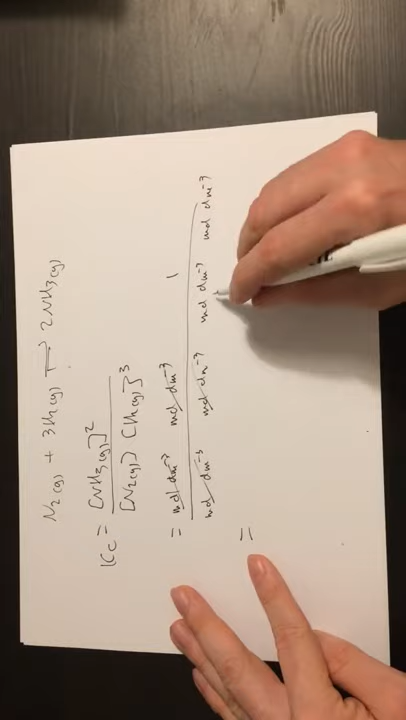 N₂(g) + 3H₂(g) ⇌ 2NH₃(g)
Kc = [NH₃(g)]²
[N₂(g)] [H₂(g)]³
= mol dm⁻³ mol dm⁻³ 1
mol dm⁻³ mol dm⁻³ mol dm⁻³ mol dm⁻³
=